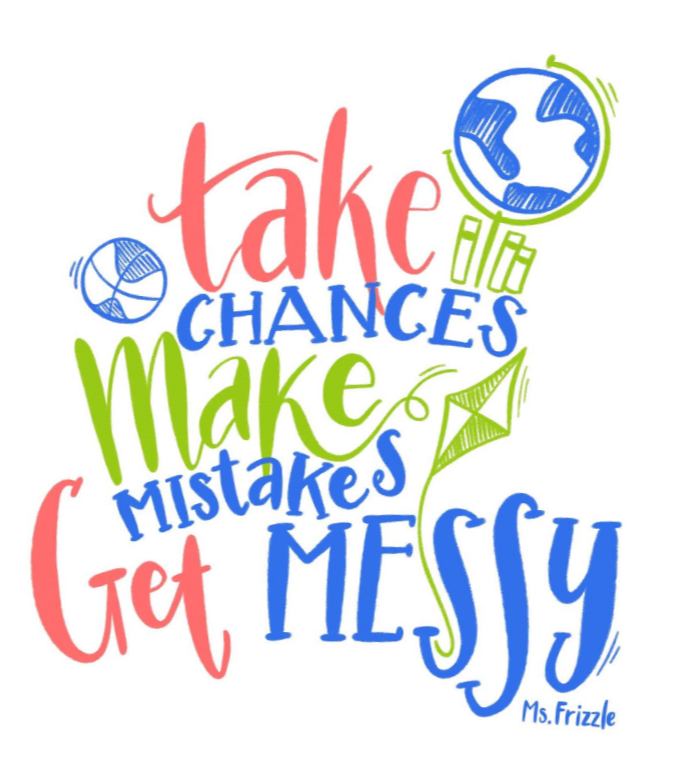 take
CHANCES
Make
MIstaKes
Get MESSy
Ms. Frizzle